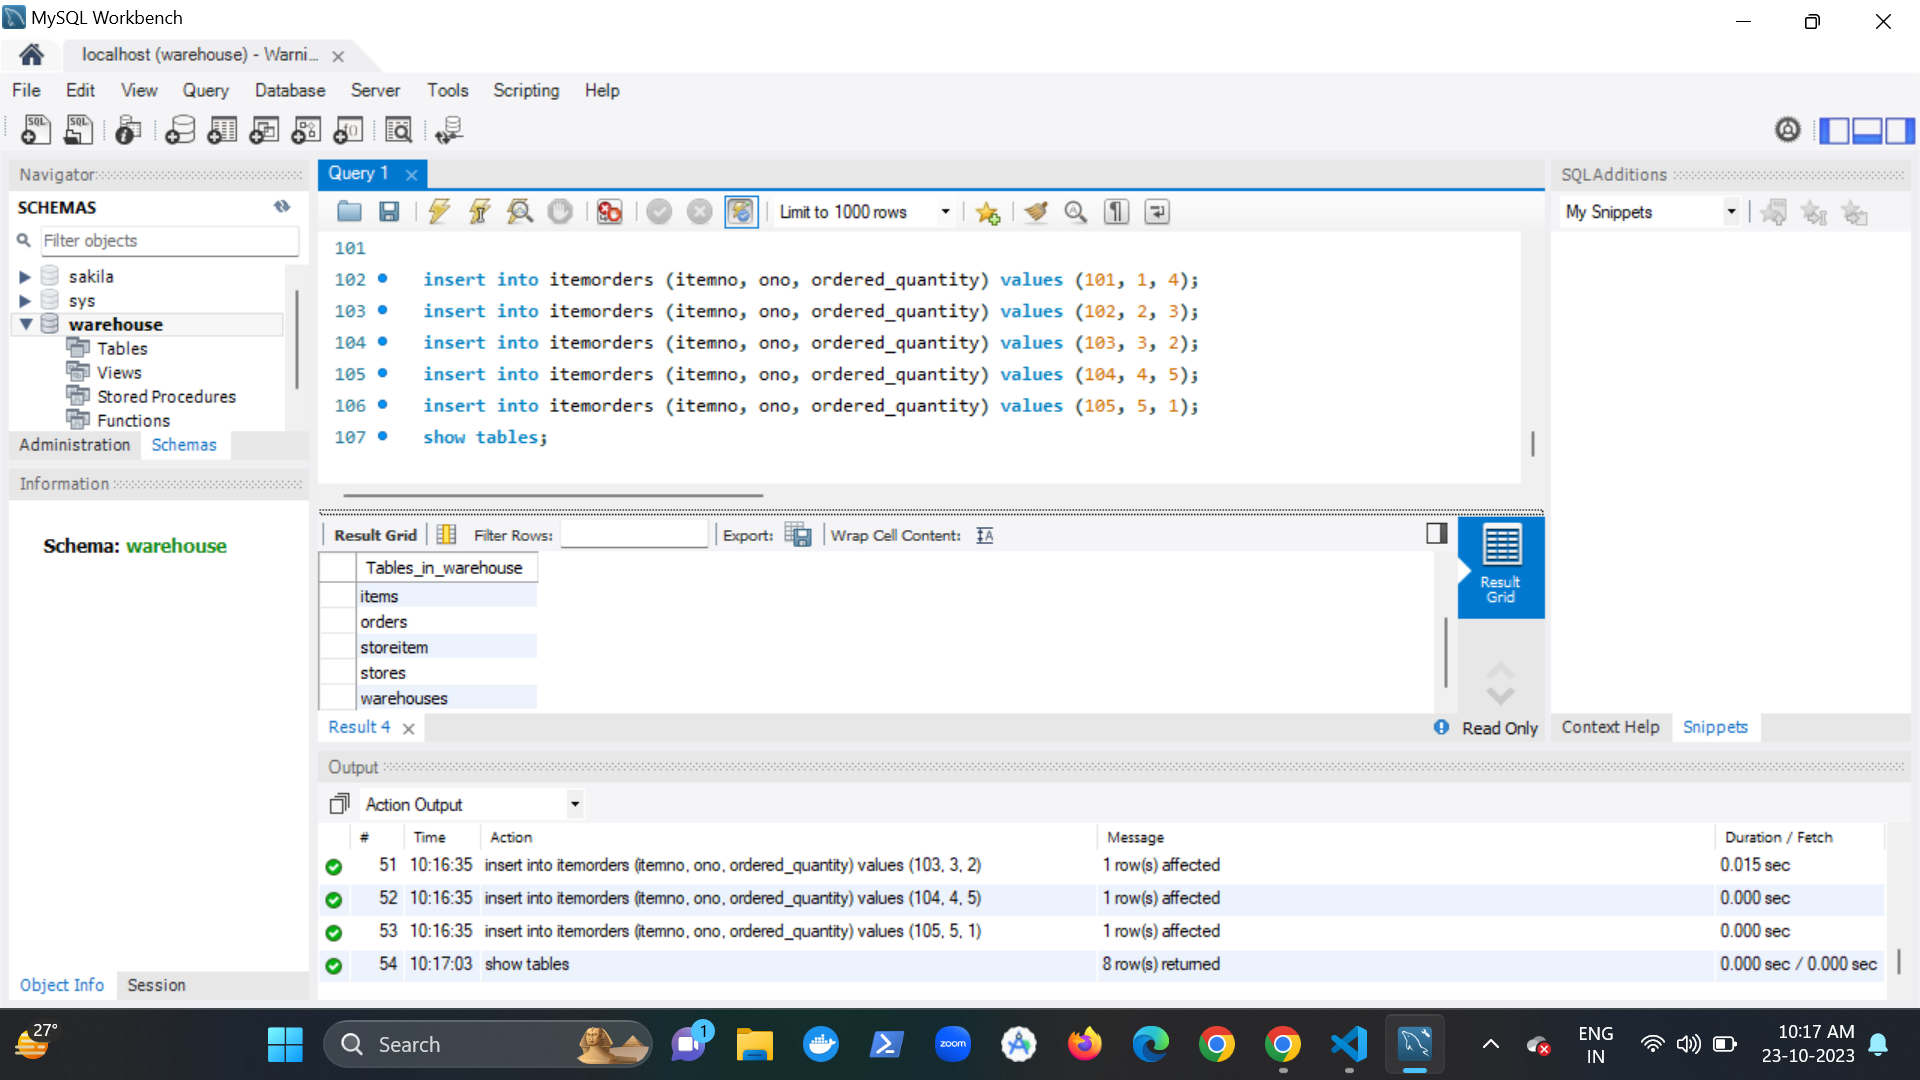 MySQL Workbench
localhost (warehouse) - Warni...
File Edit View Query Database Server Tools Scripting Help
Navigator
SCHEMAS
Filter objects
sakila
sys
warehouse
Tables
Views
Stored Procedures
Functions
Administration Schemas
Information
Schema: warehouse
Object Info Session
Query 1
Limit to 1000 rows
101
102 insert into itemorders (itemno, ono, ordered_quantity) values (101, 1, 4);
103 insert into itemorders (itemno, ono, ordered_quantity) values (102, 2, 3);
104 insert into itemorders (itemno, ono, ordered_quantity) values (103, 3, 2);
105 insert into itemorders (itemno, ono, ordered_quantity) values (104, 4, 5);
106 insert into itemorders (itemno, ono, ordered_quantity) values (105, 5, 1);
107 show tables;
Result Grid Filter Rows: Export: Wrap Cell Content:
Tables_in_warehouse
items
orders
storeitem
stores
warehouses
Result
Grid
Result 4 Read Only
SQLAdditions
My Snippets
Context Help Snippets
Output
Action Output
# Time Action Message Duration / Fetch
51 10:16:35 insert into itemorders (itemno, ono, ordered_quantity) values (103, 3, 2) 1 row(s) affected 0.015 sec
52 10:16:35 insert into itemorders (itemno, ono, ordered_quantity) values (104, 4, 5) 1 row(s) affected 0.000 sec
53 10:16:35 insert into itemorders (itemno, ono, ordered_quantity) values (105, 5, 1) 1 row(s) affected 0.000 sec
54 10:17:03 show tables 8 row(s) returned 0.000 sec / 0.000 sec
27°
Search
1
zoom
ENG
IN
10:17 AM
23-10-2023